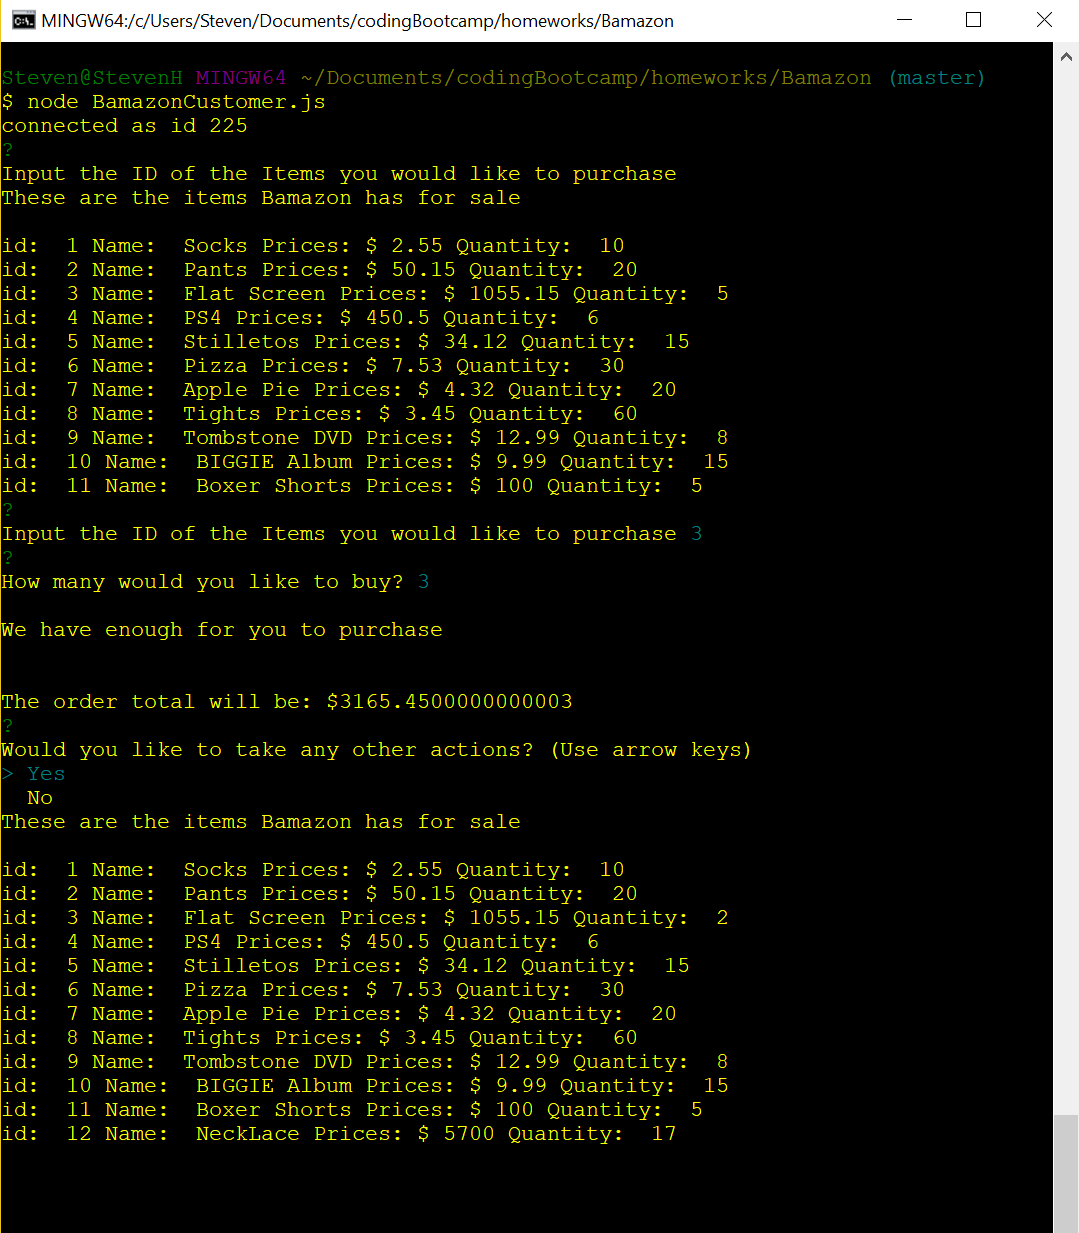 MINGW64:/c/Users/Steven/Documents/codingBootcamp/homeworks/Bamazon
Steven@StevenH MINGW64 ~/Documents/codingBootcamp/homeworks/Bamazon (master)
$ node BamazonCustomer.js
connected as id 225
?
Input the ID of the Items you would like to purchase
These are the items Bamazon has for sale
id:  1 Name:  Socks Prices: $ 2.55 Quantity:  10
id:  2 Name:  Pants Prices: $ 50.15 Quantity:  20
id:  3 Name:  Flat Screen Prices: $ 1055.15 Quantity:  5
id:  4 Name:  PS4 Prices: $ 450.5 Quantity:  6
id:  5 Name:  Stilletos Prices: $ 34.12 Quantity:  15
id:  6 Name:  Pizza Prices: $ 7.53 Quantity:  30
id:  7 Name:  Apple Pie Prices: $ 4.32 Quantity:  20
id:  8 Name:  Tights Prices: $ 3.45 Quantity:  60
id:  9 Name:  Tombstone DVD Prices: $ 12.99 Quantity:  8
id:  10 Name:  BIGGIE Album Prices: $ 9.99 Quantity:  15
id:  11 Name:  Boxer Shorts Prices: $ 100 Quantity:  5
?
Input the ID of the Items you would like to purchase 3
?
How many would you like to buy? 3
We have enough for you to purchase
The order total will be: $3165.4500000000003
?
Would you like to take any other actions? (Use arrow keys)
> Yes
  No
These are the items Bamazon has for sale
id:  1 Name:  Socks Prices: $ 2.55 Quantity:  10
id:  2 Name:  Pants Prices: $ 50.15 Quantity:  20
id:  3 Name:  Flat Screen Prices: $ 1055.15 Quantity:  2
id:  4 Name:  PS4 Prices: $ 450.5 Quantity:  6
id:  5 Name:  Stilletos Prices: $ 34.12 Quantity:  15
id:  6 Name:  Pizza Prices: $ 7.53 Quantity:  30
id:  7 Name:  Apple Pie Prices: $ 4.32 Quantity:  20
id:  8 Name:  Tights Prices: $ 3.45 Quantity:  60
id:  9 Name:  Tombstone DVD Prices: $ 12.99 Quantity:  8
id:  10 Name:  BIGGIE Album Prices: $ 9.99 Quantity:  15
id:  11 Name:  Boxer Shorts Prices: $ 100 Quantity:  5
id:  12 Name:  NeckLace Prices: $ 5700 Quantity:  17